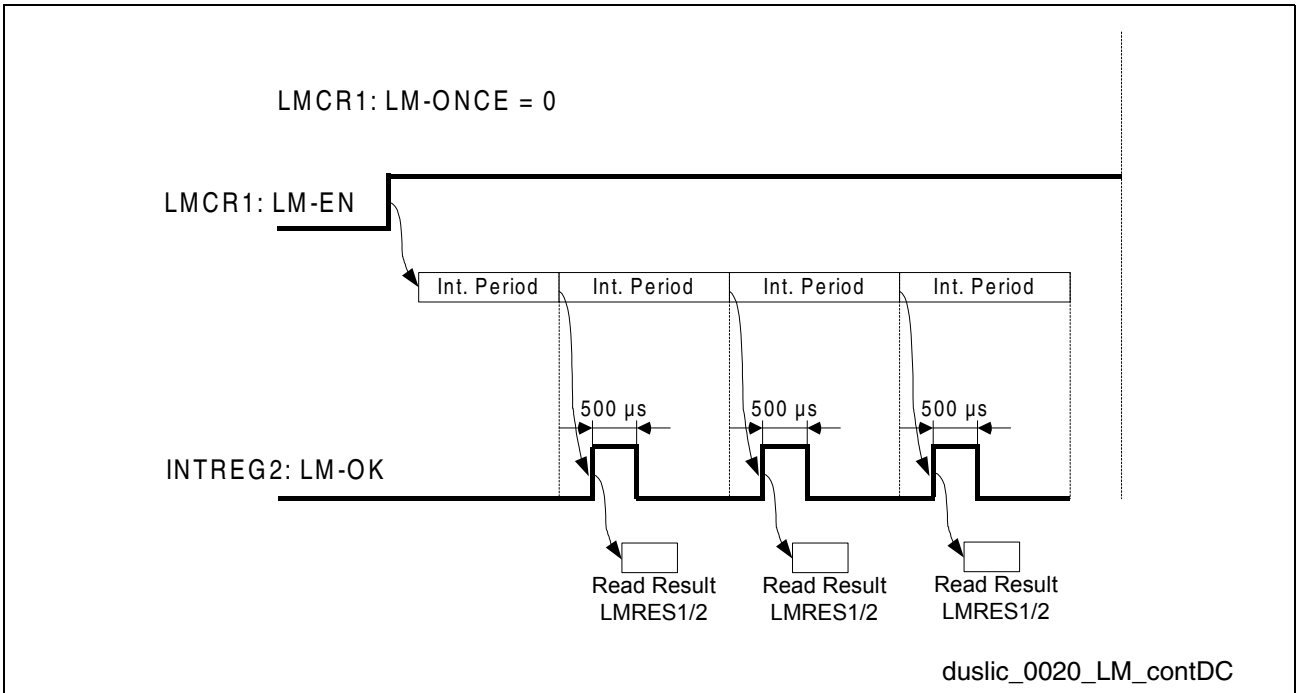 LMCR1: LM-ONCE = 0
LMCR1: LM-EN
Int. Period Int. Period Int. Period Int. Period
500 µs 500 µs 500 µs
INTREG2: LM-OK
Read Result Read Result Read Result
LMRES1/2 LMRES1/2 LMRES1/2
duslic_0020_LM_contDC